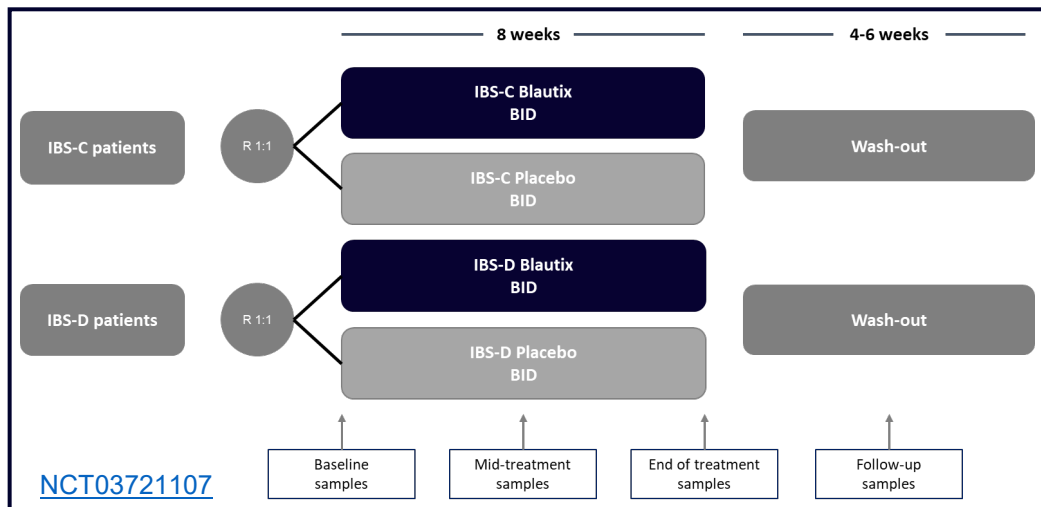 8 weeks
4-6 weeks
IBS-C patients
R 1:1
IBS-C Blautix
BID
IBS-C Placebo
BID
Wash-out
IBS-D patients
R 1:1
IBS-D Blautix
BID
IBS-D Placebo
BID
Wash-out
Baseline
samples
Mid-treatment
samples
End of treatment
samples
Follow-up
samples
NCT03721107